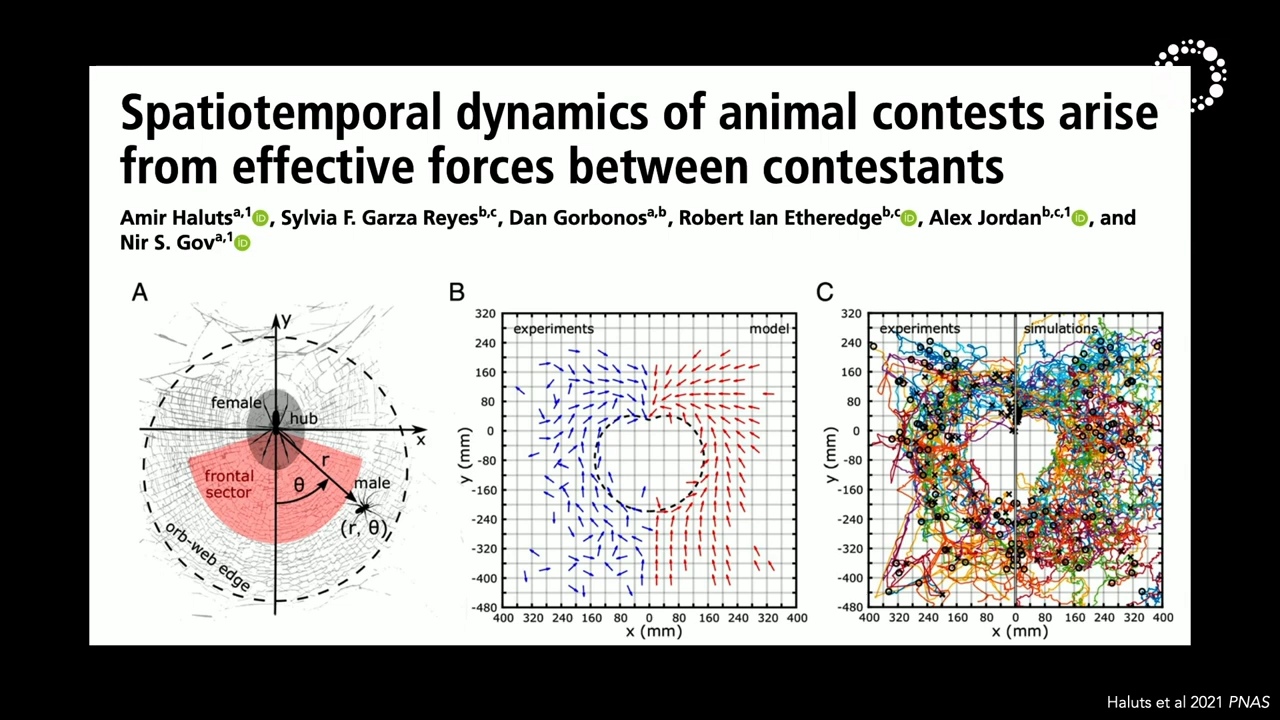 Spatiotemporal dynamics of animal contests arise
from effective forces between contestants
Amir Halutsa,1, Sylvia F. Garza Reyesb,c, Dan Gorbonosa,b, Robert Ian Etheredgeb,c, Alex Jordanb,c,1, and
Nir S. Gova,1
A
y
female
hub
x
frontal
sector
r
θ
male
(r, θ)
orb-web edge
B
experiments
model
320
240
160
80
0
-80
-160
-240
-320
-400
-480
y (mm)
400 320 240 160 80 0 80 160 240 320 400
x (mm)
C
experiments
simulations
320
240
160
80
0
-80
-160
-240
-320
-400
-480
y (mm)
400 320 240 160 80 0 80 160 240 320 400
x (mm)
Haluts et al 2021 PNAS